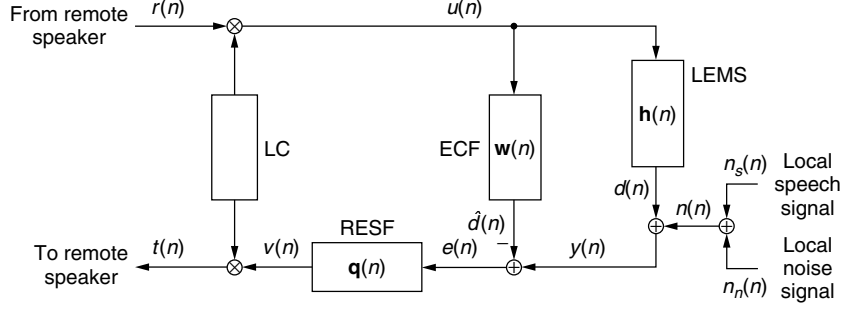 From remote
speaker
r(n)
u(n)
LEMS
h(n)
LC
ECF
w(n)
d(n)
n_s(n)
Local
speech
signal
n(n)
d̂(n)
To remote
speaker
t(n)
v(n)
RESF
q(n)
e(n)
−
y(n)
Local
noise
signal
n_n(n)